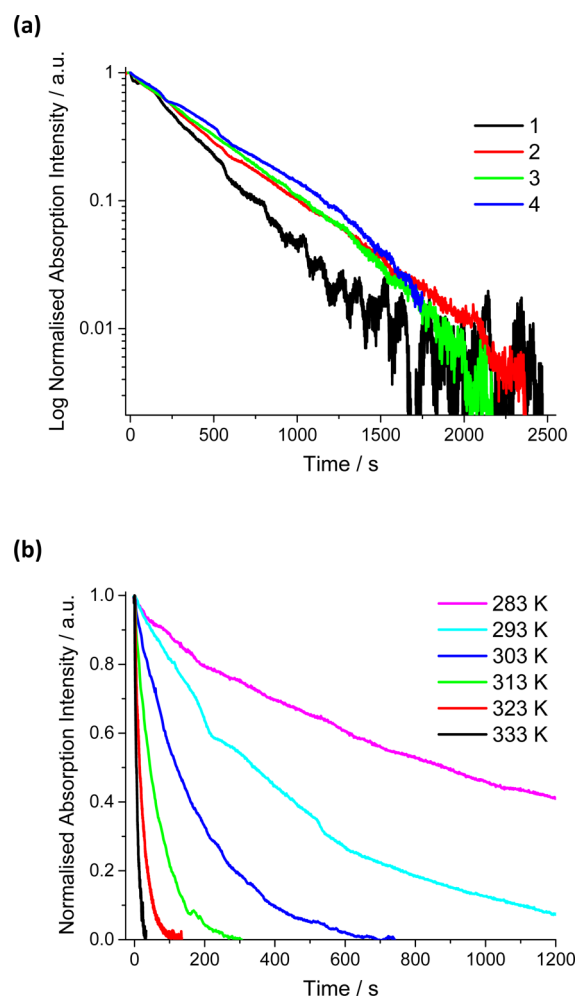 (a)
Log Normalised Absorption Intensity / a.u.
1
0.1
0.01
1
2
3
4
0 500 1000 1500 2000 2500
Time / s
(b)
Normalised Absorption Intensity / a.u.
1.0
0.8
0.6
0.4
0.2
0.0
283 K
293 K
303 K
313 K
323 K
333 K
0 200 400 600 800 1000 1200
Time / s